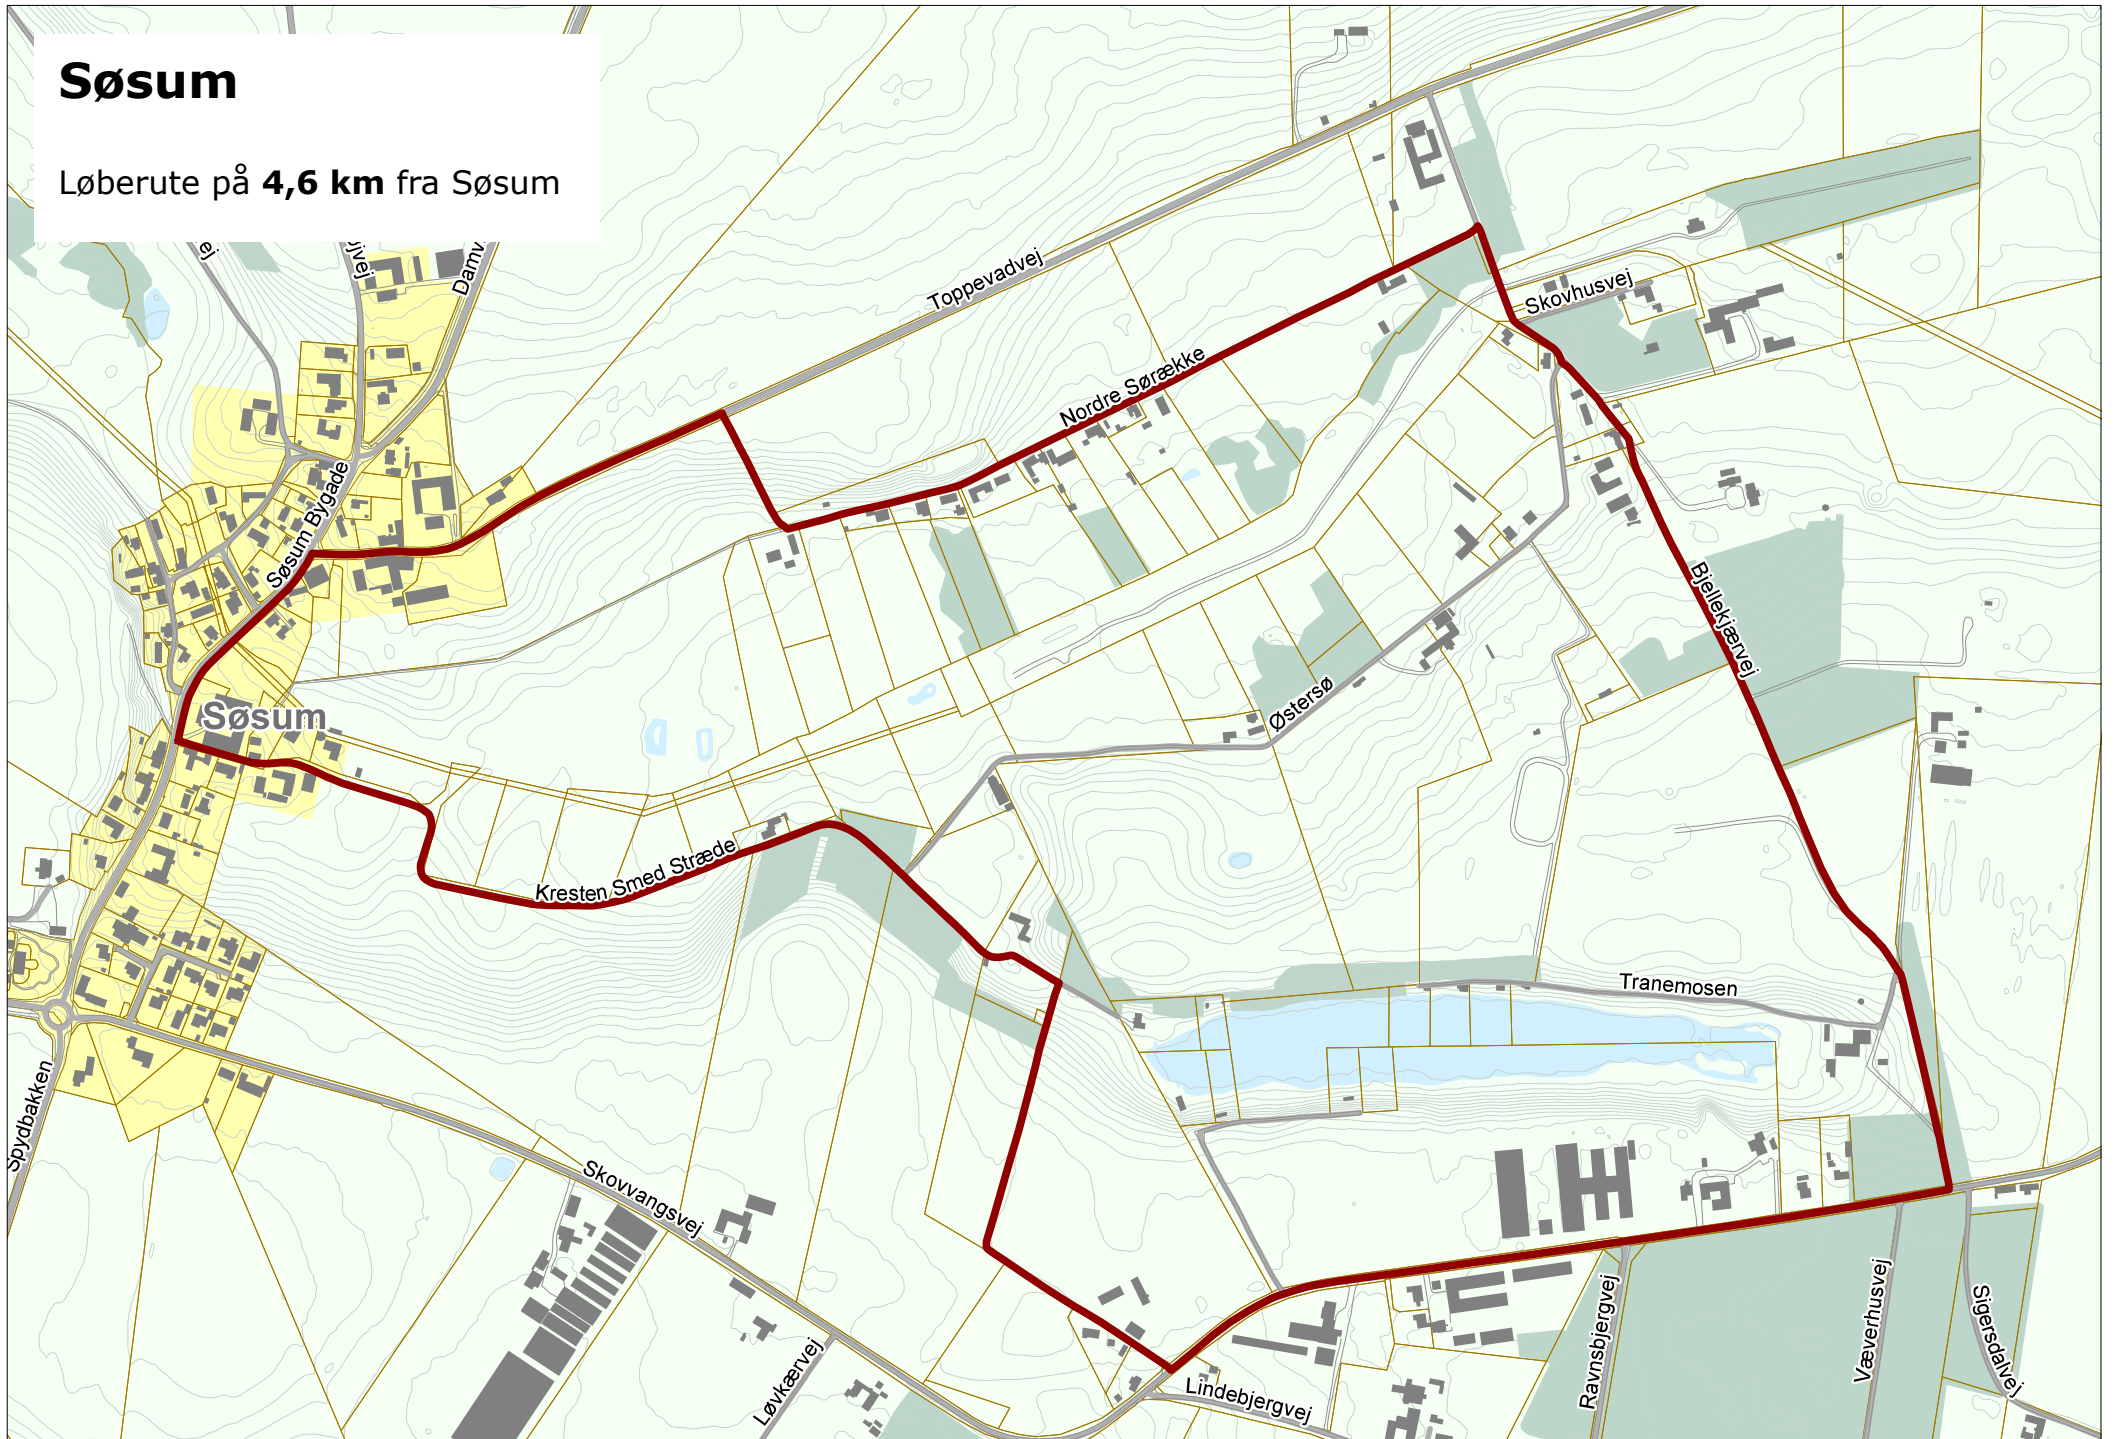 Søsum
Løberute på 4,6 km fra Søsum
Toppevadvej
Skovhusvej
Nordre Sørække
Søsum Bygade
Bjellekjærvej
Østersø
Søsum
Kresten Smed Stræde
Tranemosen
Spydbakken
Skovvangsvej
Løvkærvej
Lindebjergvej
Ravnsbjergvej
Væverhusvej
Sigersdalvej